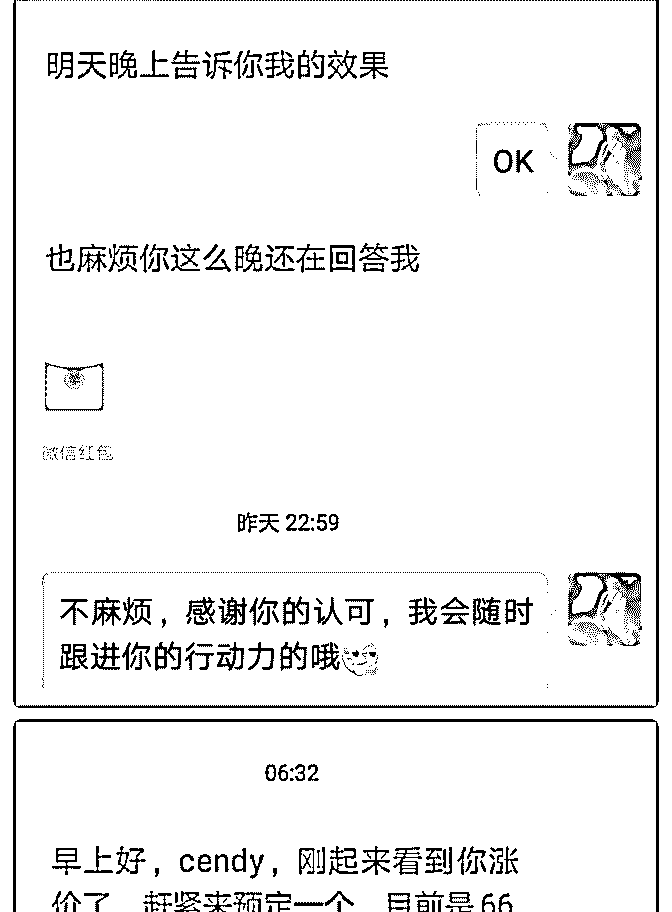 明天晚上告诉你我的效果
OK
也麻烦你这么晚还在回答我
微信红包
昨天 22:59
不麻烦，感谢你的认可，我会随时
跟进你的行动力的哦
06:32
早上好，cendy，刚起来看到你涨
价了，赶紧来预定一个，目前是66